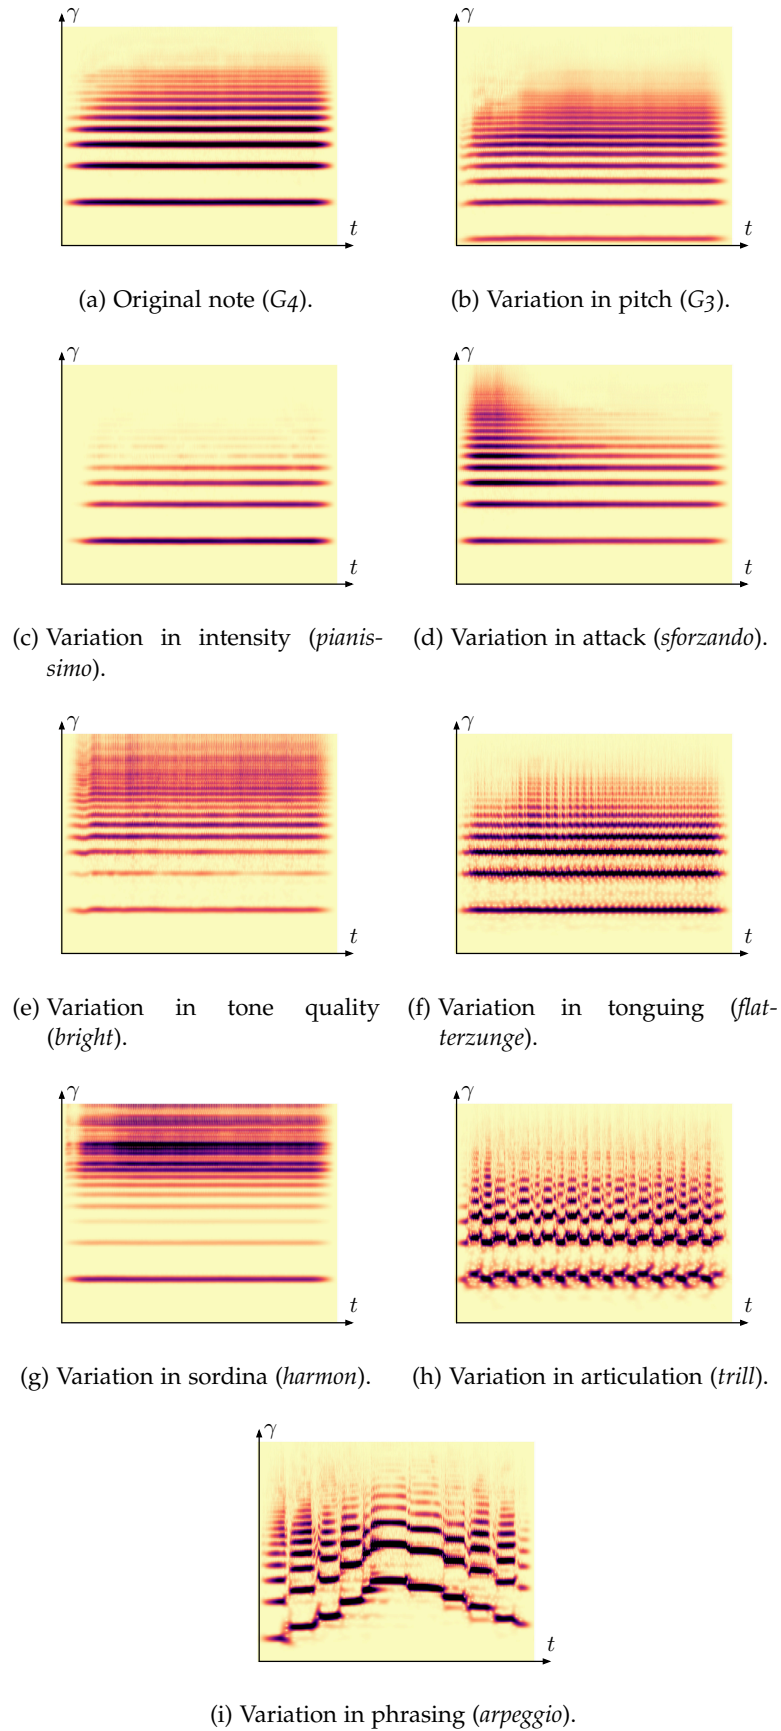 γ
γ
t
t
(a) Original note (G4).
(b) Variation in pitch (G3).
γ
γ
t
t
(c) Variation in intensity (pianis-
simo).
(d) Variation in attack (sforzando).
γ
γ
t
t
(e) Variation in tone quality
(bright).
(f) Variation in tonguing (flat-
terzunge).
γ
γ
t
t
(g) Variation in sordina (harmon).
(h) Variation in articulation (trill).
γ
t
(i) Variation in phrasing (arpeggio).